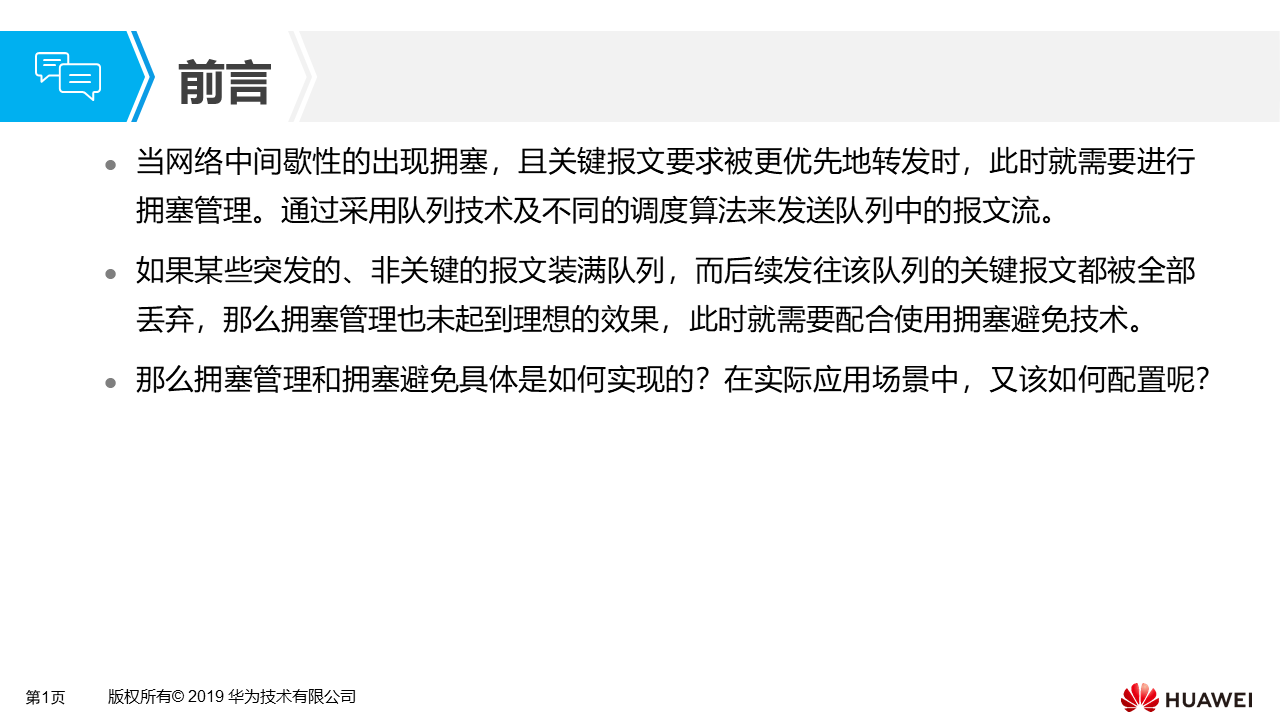 前言
当网络中间歇性的出现拥塞，且关键报文要求被更优先地转发时，此时就需要进行
拥塞管理。通过采用队列技术及不同的调度算法来发送队列中的报文流。
如果某些突发的、非关键的报文装满队列，而后续发往该队列的关键报文都被全部
丢弃，那么拥塞管理也未起到理想的效果，此时就需要配合使用拥塞避免技术。
那么拥塞管理和拥塞避免具体是如何实现的？在实际应用场景中，又该如何配置呢？
第1页
版权所有© 2019 华为技术有限公司
HUAWEI